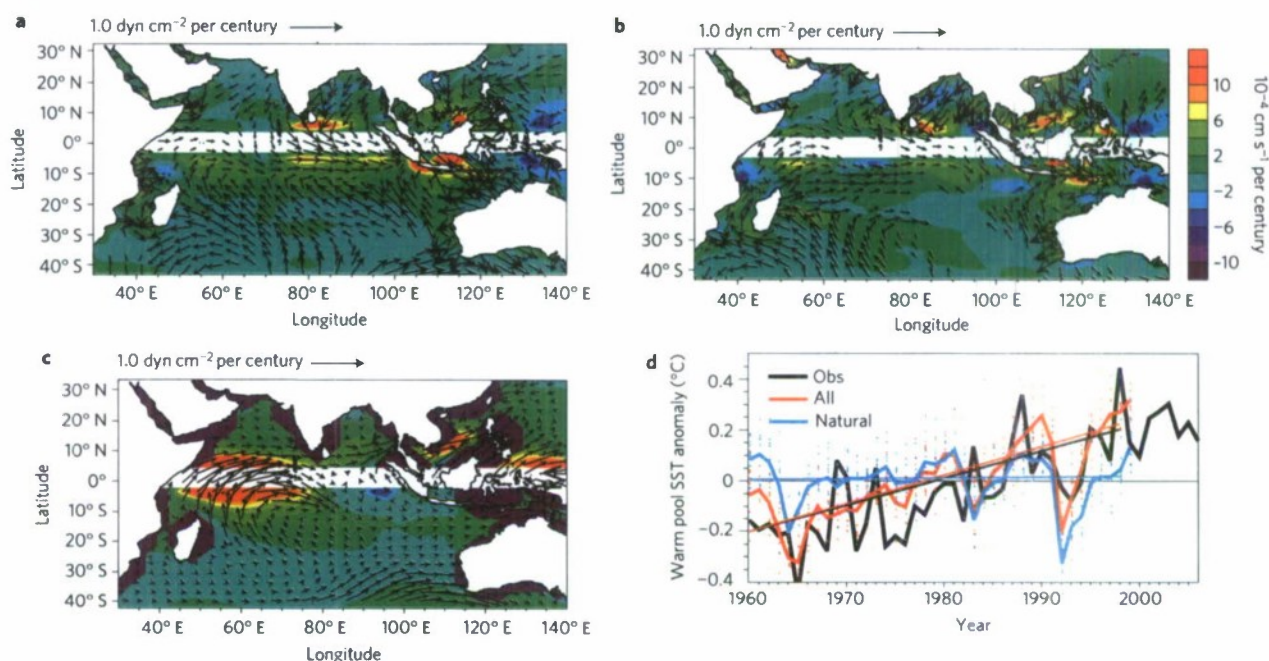 a
1.0 dyn cm⁻² per century
30° N
20° N
10° N
0°
10° S
20° S
30° S
40° S
Latitude
40° E 60° E 80° E 100° E 120° E 140° E
Longitude
b
1.0 dyn cm⁻² per century
30° N
20° N
10° N
0°
10° S
20° S
30° S
40° S
Latitude
40° E 60° E 80° E 100° E 120° E 140° E
Longitude
10
6
2
-2
-6
-10
10⁻⁴ cm s⁻¹ per century
c
1.0 dyn cm⁻² per century
30° N
20° N
10° N
0°
10° S
20° S
30° S
40° S
Latitude
40° E 60° E 80° E 100° E 120° E 140° E
Longitude
d
Warm pool SST anomaly (°C)
0.4
0.2
0
-0.2
-0.4
Obs
All
Natural
1960 1970 1980 1990 2000
Year